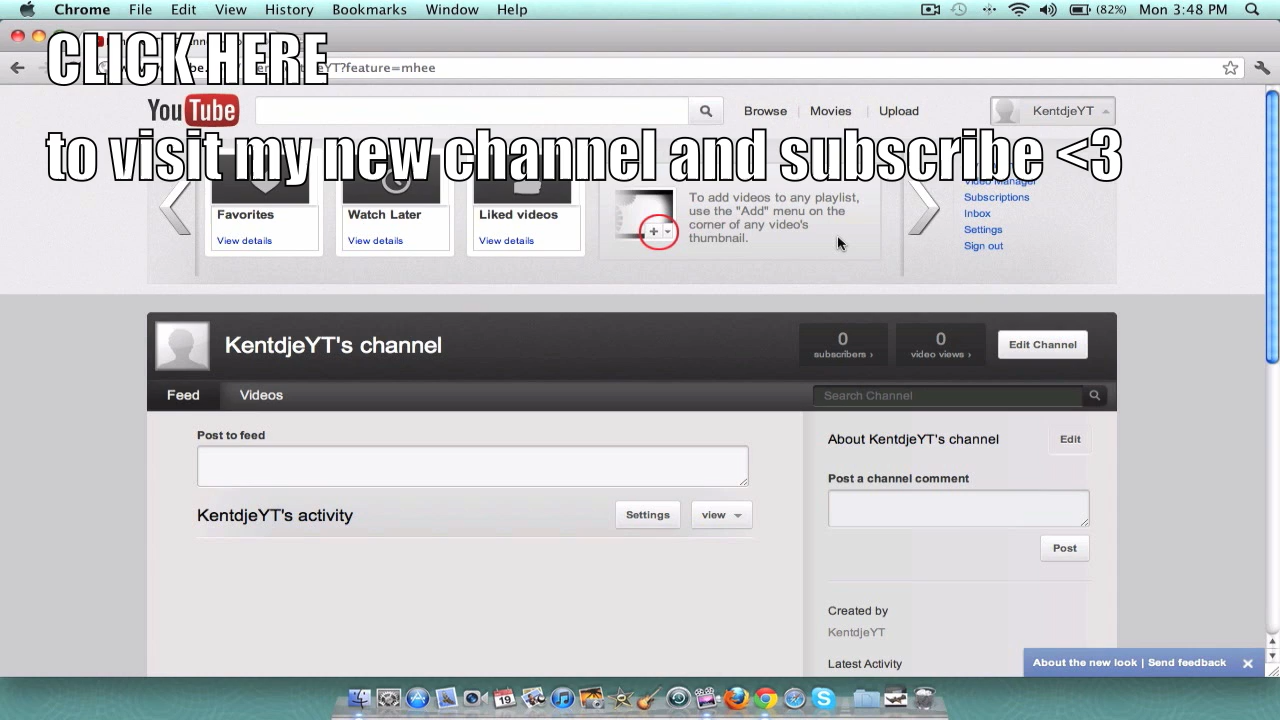 Chrome File Edit View History Bookmarks Window Help (82%) Mon 3:48 PM
CLICK HERE
?feature=mhee
YouTube Browse Movies Upload KentdjeYT
to visit my new channel and subscribe <3
Video Manager
Subscriptions
Inbox
Settings
Sign out
Favorites
View details
Watch Later
View details
Liked videos
View details
To add videos to any playlist,
use the "Add" menu on the
corner of any video's
thumbnail.
KentdjeYT's channel
0
subscribers ›
0
video views ›
Edit Channel
Feed Videos Search Channel
Post to feed
KentdjeYT's activity Settings view
About KentdjeYT's channel Edit
Post a channel comment
Post
Created by
KentdjeYT
Latest Activity
About the new look | Send feedback
19